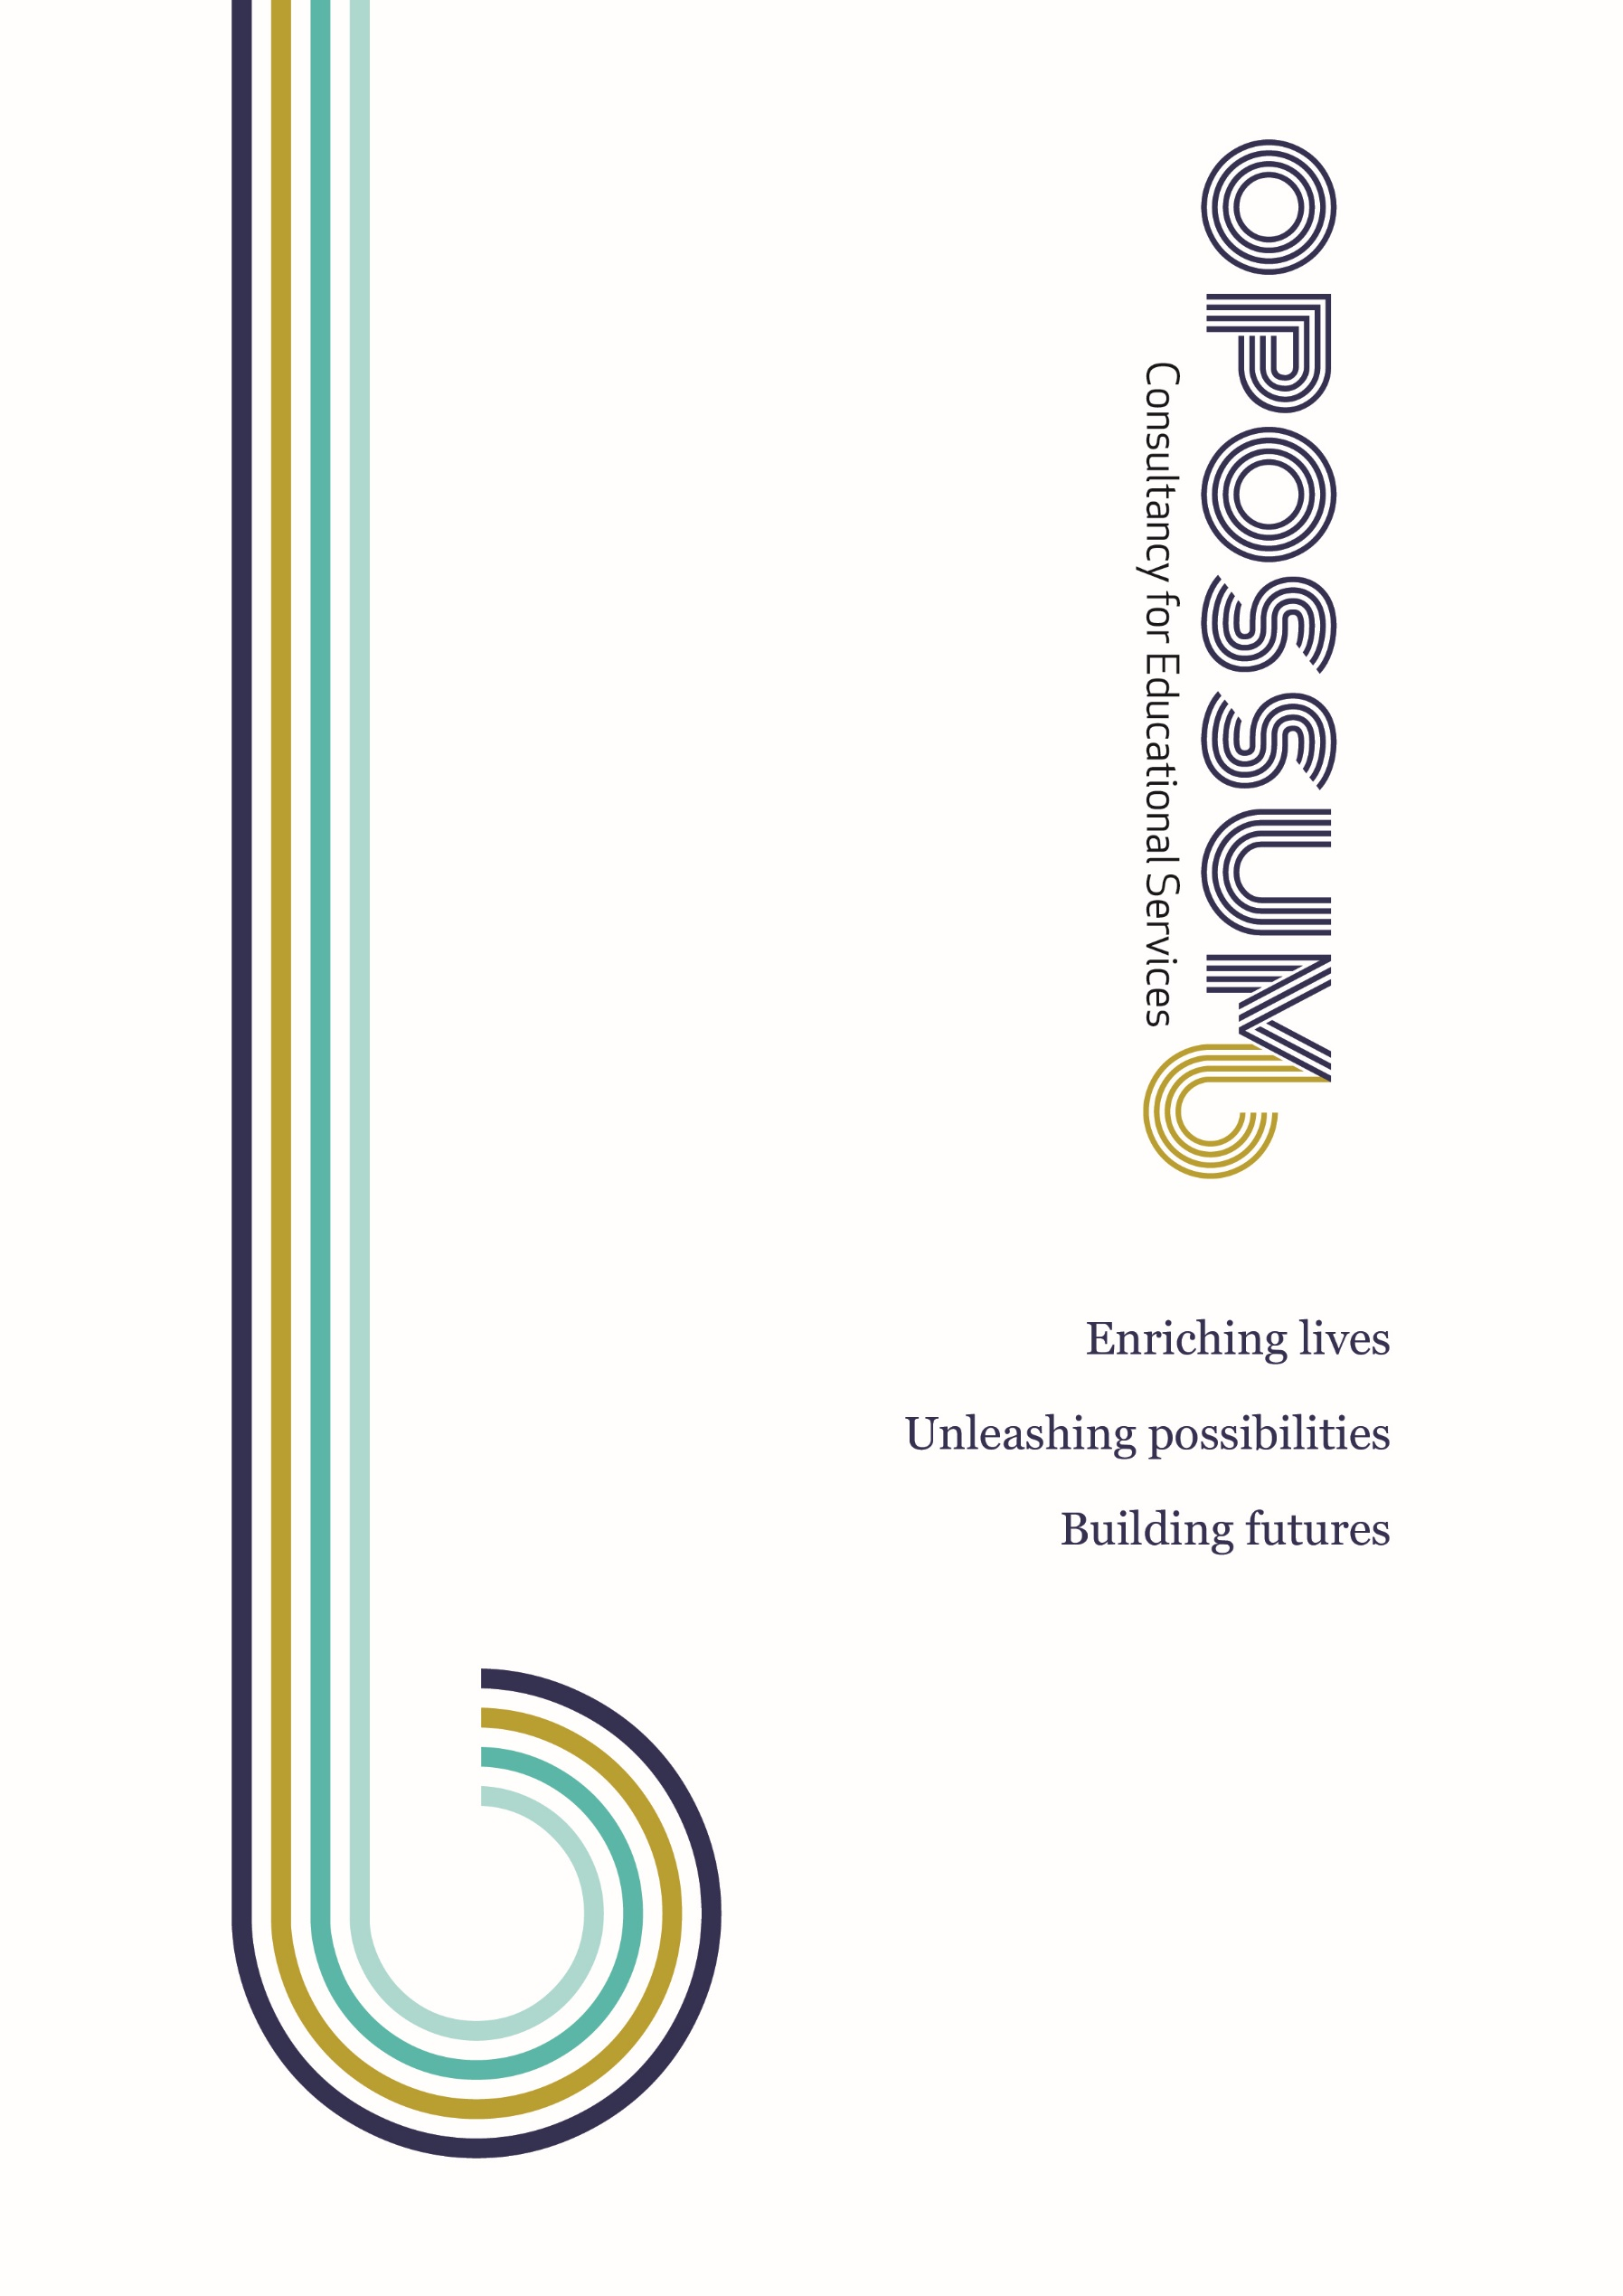 OPOSSUM
Consultancy for Educational Services
Enriching lives
Unleashing possibilities
Building futures